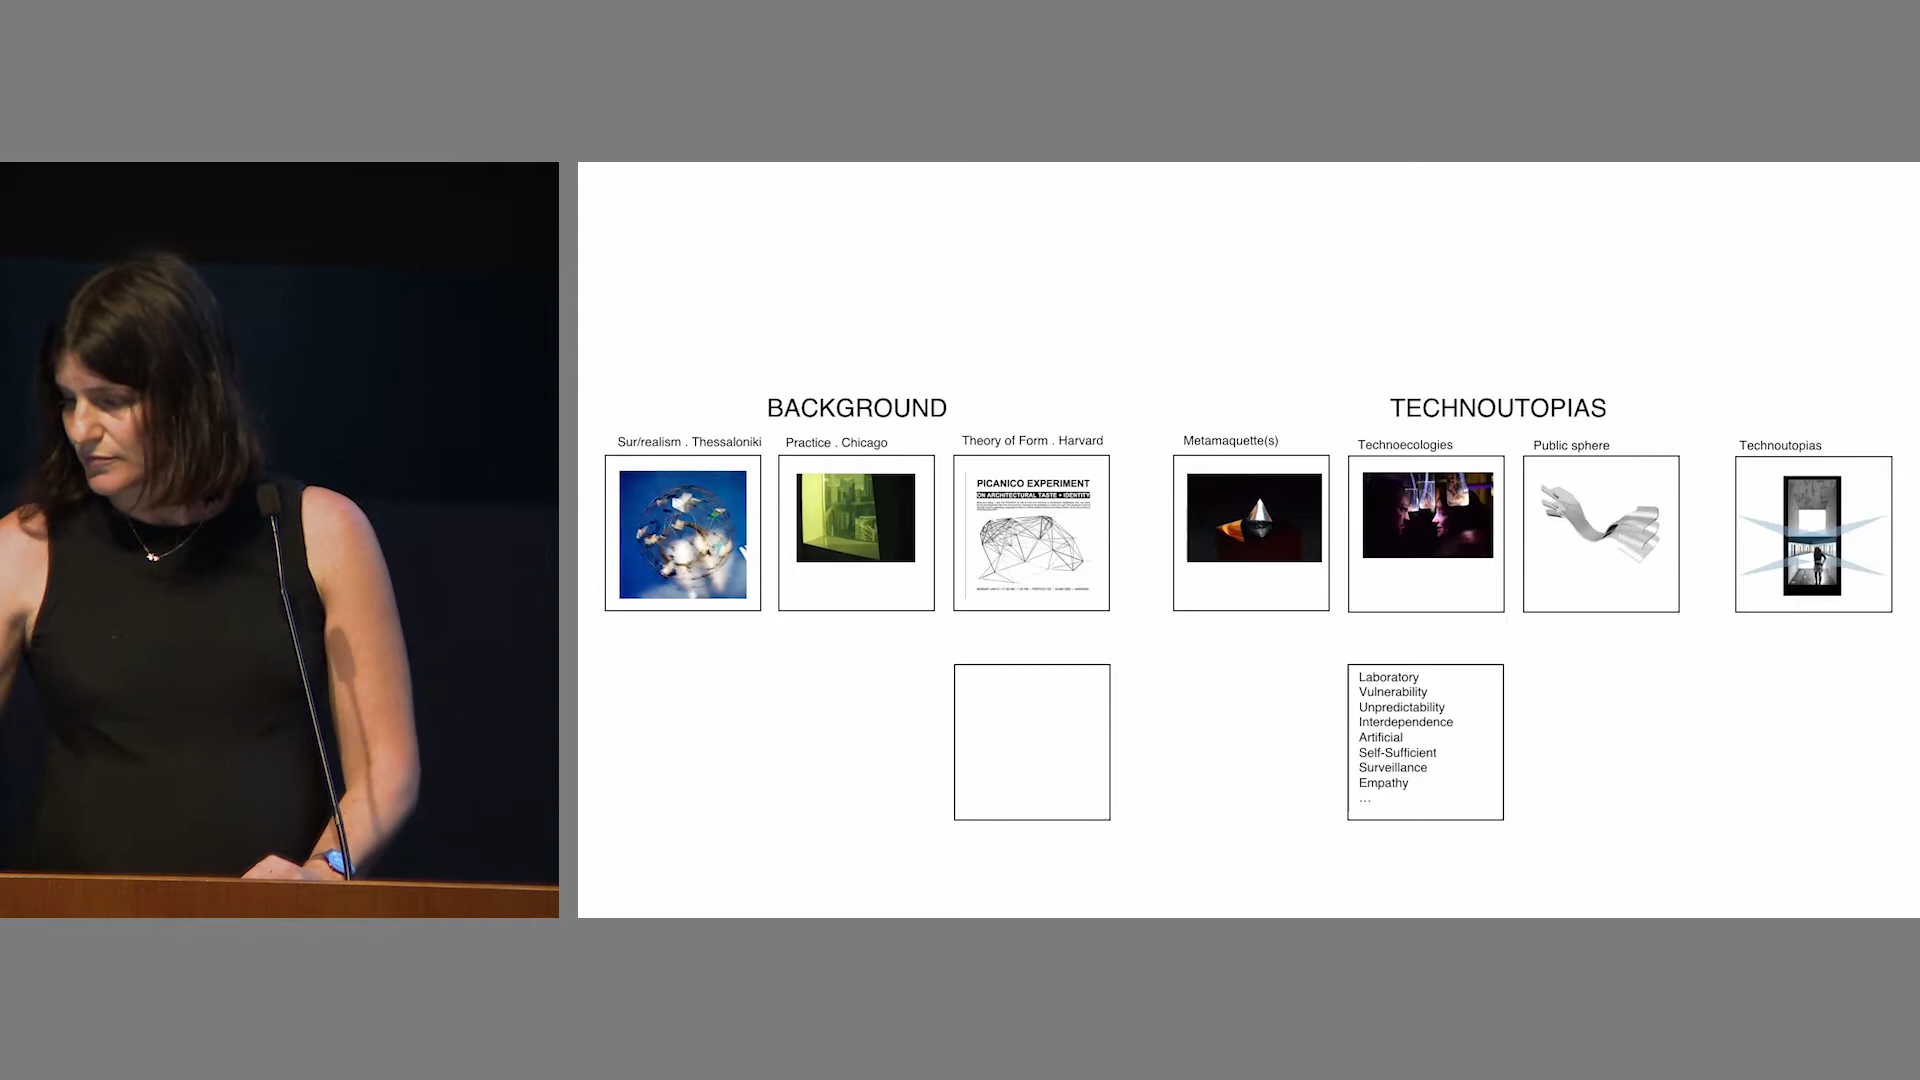 BACKGROUND
TECHNOUTOPIAS
Sur/realism . Thessaloniki
Practice . Chicago
Theory of Form . Harvard
Metamaquette(s)
Technoecologies
Public sphere
Technoutopias
PICANICO EXPERIMENT
ON ARCHITECTURAL TASTE + IDENTITY
Laboratory
Vulnerability
Unpredictability
Interdependence
Artificial
Self-Sufficient
Surveillance
Empathy
...